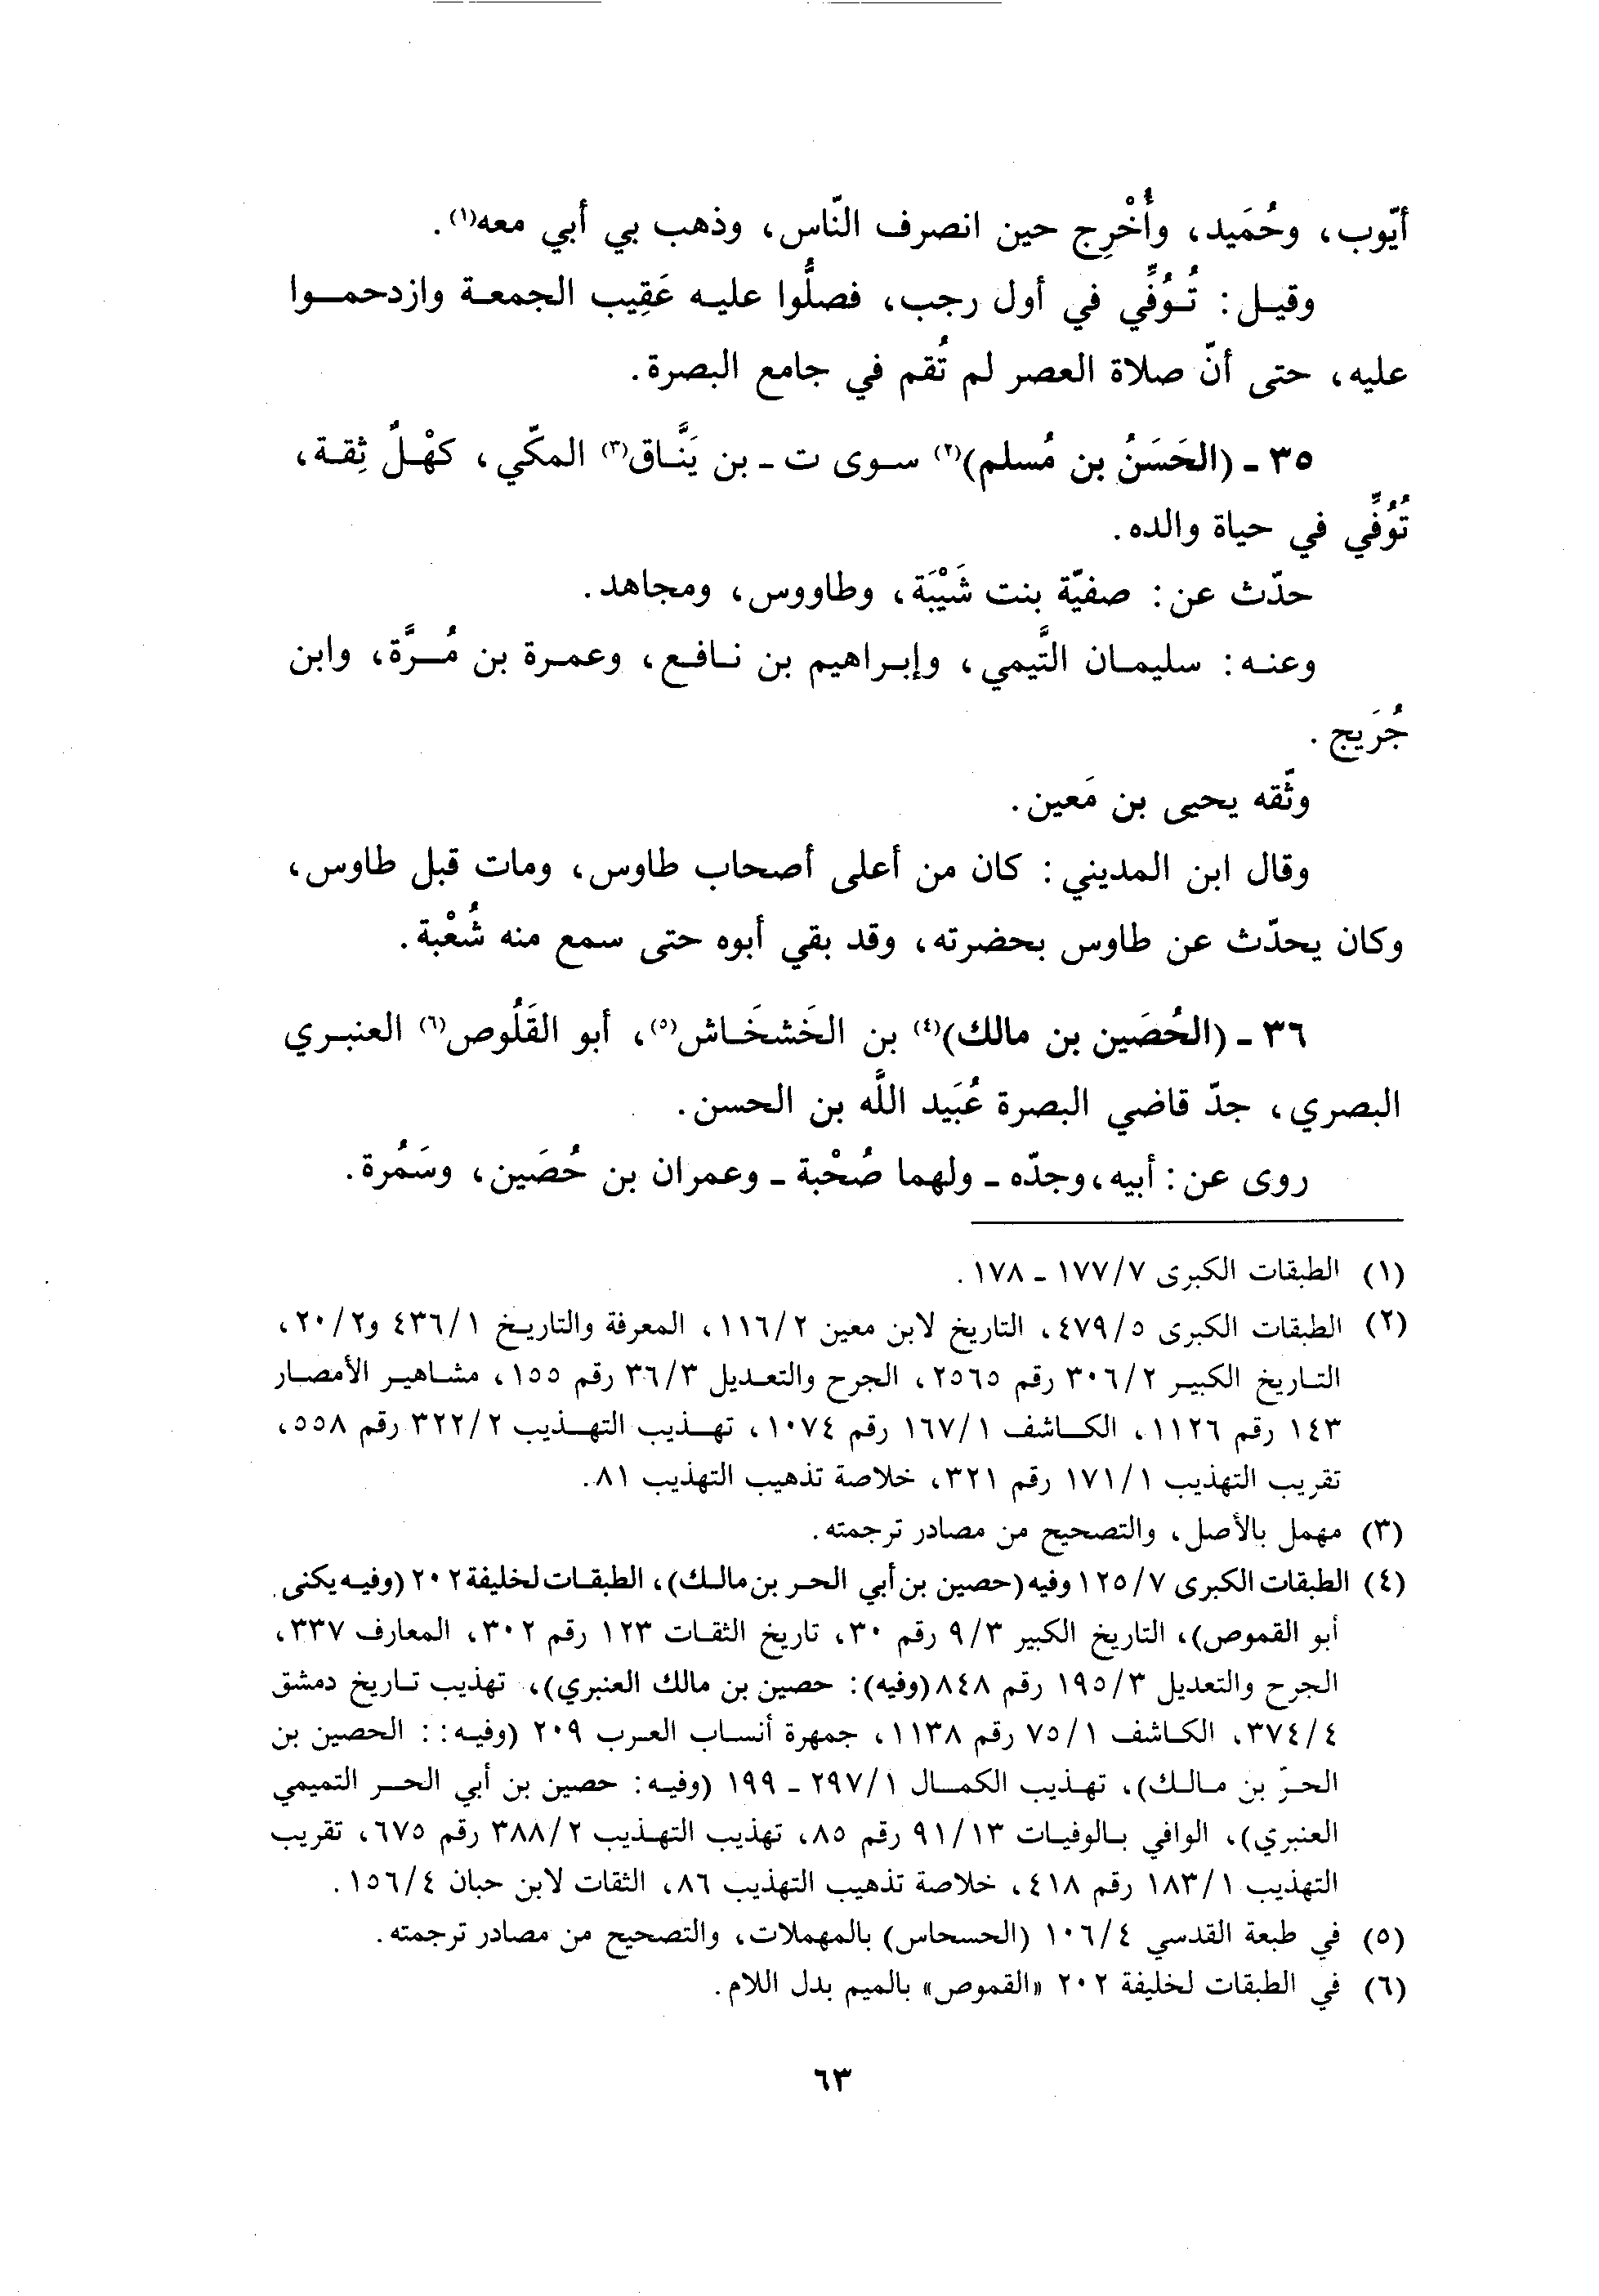 أيّوب، وحُمَيد، وأُخْرِج حين انصرف النّاس، وذهب بي أبي معه(١).
وقيل: تُوُفِّي في أول رجب، فصلُّوا عليه عَقِيب الجمعة وازدحموا
عليه، حتى أنّ صلاة العصر لم تُقم في جامع البصرة.
٣٥ - (الحَسَنُ بن مُسلم)(٢) سوى ت - بن يَنَّاق(٣) المكّي، كهْلٌ ثِقة،
تُوُفِّي في حياة والده.
حدّث عن: صفيّة بنت شَيْبَة، وطاووس، ومجاهد.
وعنه: سليمان التَّيمي، وإبراهيم بن نافع، وعمرة بن مُرَّة، وابن
جُرَيج.
وثّقه يحيى بن مَعين.
وقال ابن المديني: كان من أعلى أصحاب طاوس، ومات قبل طاوس،
وكان يحدّث عن طاوس بحضرته، وقد بقي أبوه حتى سمع منه شُعْبة.
٣٦ - (الحُصَين بن مالك)(٤) بن الخَشخَاش(٥)، أبو القَلُوص(٦) العنبري
البصري، جدّ قاضي البصرة عُبَيد اللَّه بن الحسن.
روى عن: أبيه، وجدّه - ولهما صُحْبة - وعمران بن حُصَين، وسَمُرة.
(١) الطبقات الكبرى ١٧٧/٧ - ١٧٨.
(٢) الطبقات الكبرى ٤٧٩/٥، التاريخ لابن معين ١١٦/٢، المعرفة والتاريخ ٤٣٦/١ و٢٠/٢،
التاريخ الكبير ٣٠٦/٢ رقم ٢٥٦٥، الجرح والتعديل ٣٦/٣ رقم ١٥٥، مشاهير الأمصار
١٤٣ رقم ١١٢٦، الكاشف ١٦٧/١ رقم ١٠٧٤، تهذيب التهذيب ٣٢٢/٢ رقم ٥٥٨،
تقريب التهذيب ١٧١/١ رقم ٣٢١، خلاصة تذهيب التهذيب ٨١.
(٣) مهمل بالأصل، والتصحيح من مصادر ترجمته.
(٤) الطبقات الكبرى ١٢٥/٧ وفيه (حصين بن أبي الحر بن مالك)، الطبقات لخليفة ٢٠٢ (وفيه يكنى
أبو القموص)، التاريخ الكبير ٩/٣ رقم ٣٠، تاريخ الثقات ١٢٣ رقم ٣٠٢، المعارف ٣٣٧،
الجرح والتعديل ١٩٥/٣ رقم ٨٤٨ (وفيه): حصين بن مالك العنبري)، تهذيب تاريخ دمشق
٣٧٤/٤، الكاشف ٧٥/١ رقم ١١٣٨، جمهرة أنساب العرب ٢٠٩ (وفيه:: الحصين بن
الحرّ بن مالك)، تهذيب الكمال ٢٩٧/١ - ١٩٩ (وفيه: حصين بن أبي الحر التميمي
العنبري)، الوافي بالوفيات ٩١/١٣ رقم ٨٥، تهذيب التهذيب ٣٨٨/٢ رقم ٦٧٥، تقريب
التهذيب ١٨٣/١ رقم ٤١٨، خلاصة تذهيب التهذيب ٨٦، الثقات لابن حبان ١٥٦/٤.
(٥) في طبعة القدسي ١٠٦/٤ (الحسحاس) بالمهملات، والتصحيح من مصادر ترجمته.
(٦) في الطبقات لخليفة ٢٠٢ «القموص» بالميم بدل اللام.
٦٣